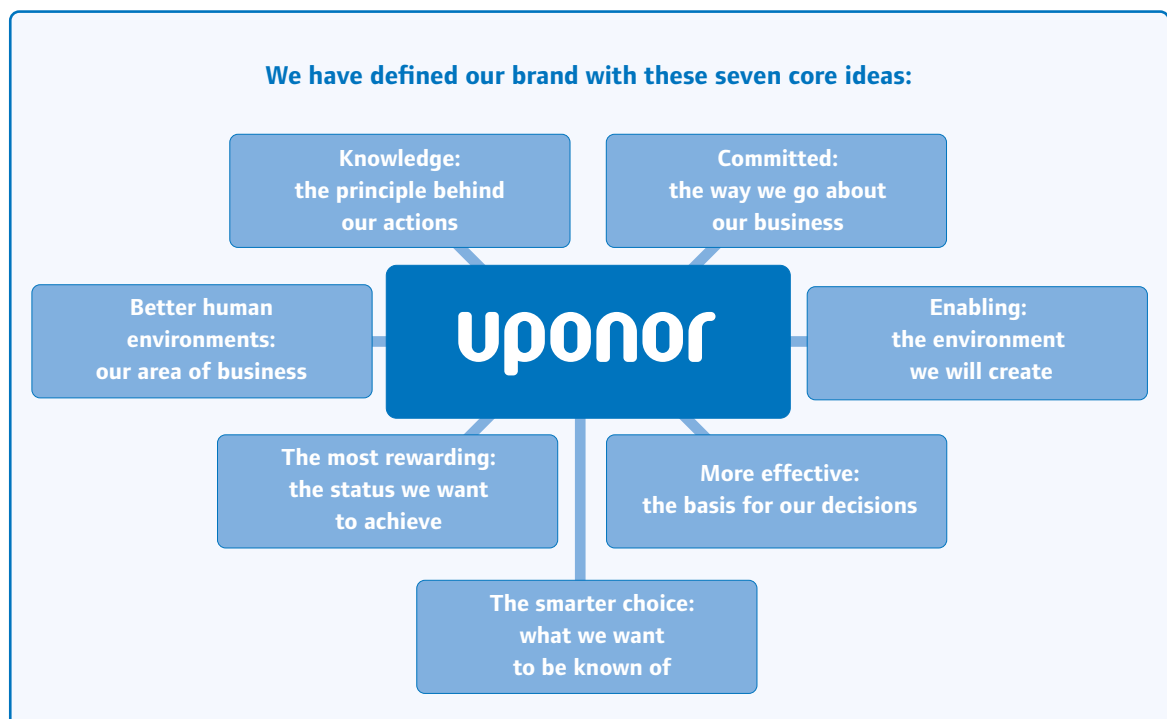 We have defined our brand with these seven core ideas:
Knowledge:
the principle behind
our actions
Committed:
the way we go about
our business
Better human
environments:
our area of business
uponor
Enabling:
the environment
we will create
The most rewarding:
the status we want
to achieve
More effective:
the basis for our decisions
The smarter choice:
what we want
to be known of